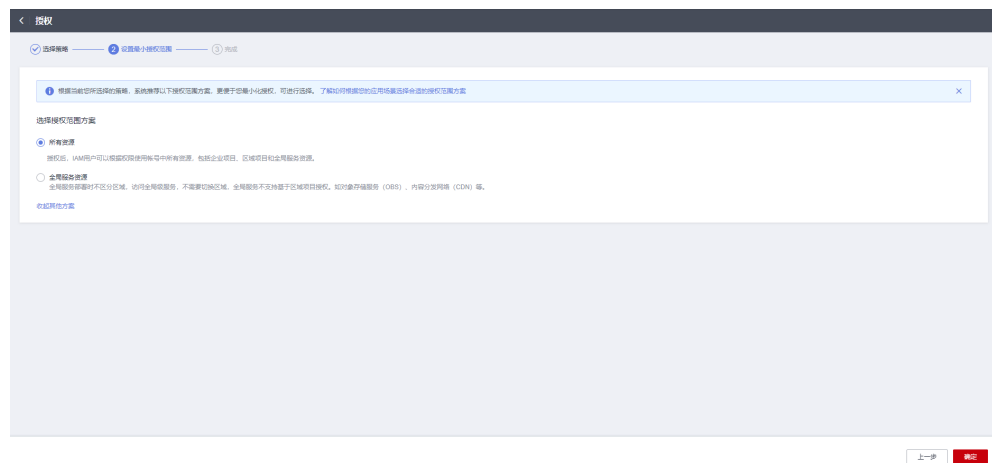 授权
选择策略 2 设置最小授权范围 3 完成
根据当前您所选择的策略，系统推荐以下授权范围方案，更便于您最小化授权，可进行选择。 了解如何根据您的应用场景选择合适的授权范围方案
选择授权范围方案
所有资源
授权后，IAM用户可以根据权限使用帐号中所有资源，包括企业项目、区域项目和全局服务资源。
全局服务资源
全局服务部署时不区分区域，访问全局级服务，不需要切换区域，全局服务不支持基于区域项目授权。如对象存储服务（OBS）、内容分发网络（CDN）等。
收起其他方案
上一步 确定